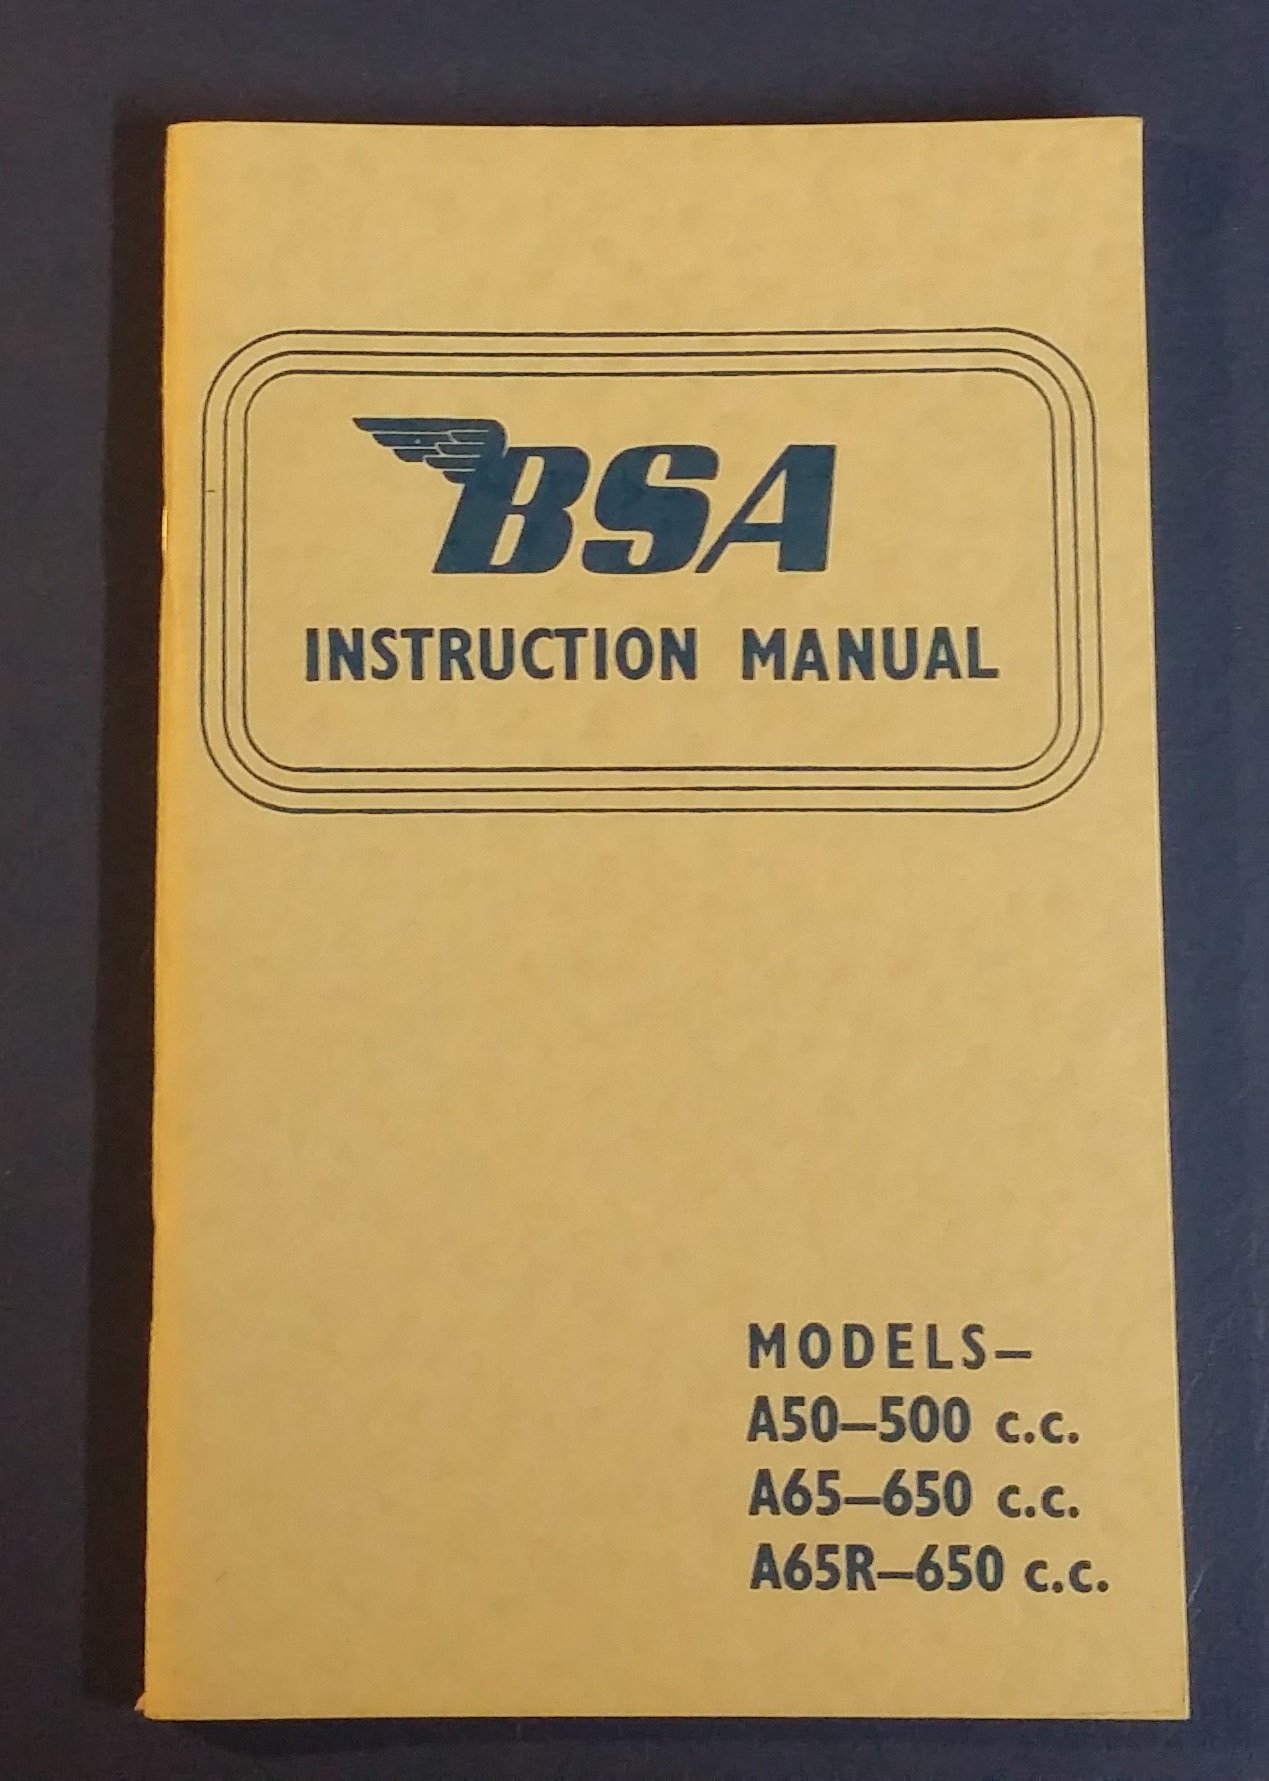 BSA
INSTRUCTION MANUAL
MODELS—
A50—500 c.c.
A65—650 c.c.
A65R—650 c.c.